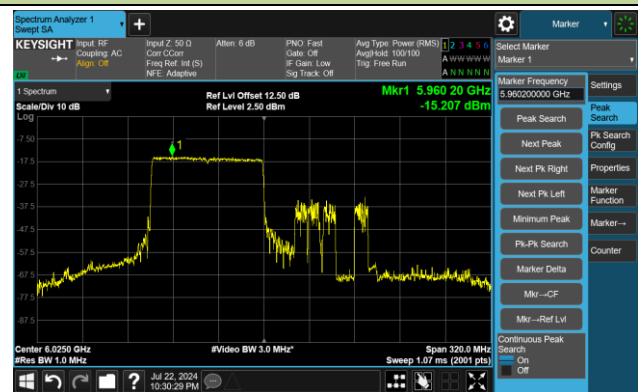 Spectrum Analyzer 1
Swept SA
Marker
KEYSIGHT
Input: RF
Coupling: AC
Align: Off
Input Z: 50 Ω
Corr CCorr
Freq Ref: Int (S)
NFE: Adaptive
Atten: 6 dB
PNO: Fast
Gate: Off
IF Gain: Low
Sig Track: Off
Avg Type: Power (RMS)
Avg|Hold: 100/100
Trig: Free Run
1 2 3 4 5 6
A W W W W W
A N N N N N
Select Marker
Marker 1
LXI
1 Spectrum
Scale/Div 10 dB
Log
Ref Lvl Offset 12.50 dB
Ref Level 2.50 dBm
Mkr1 5.960 20 GHz
-15.207 dBm
1
-7.50
-17.5
-27.5
-37.5
-47.5
-57.5
-67.5
-77.5
-87.5
Center 6.0250 GHz
#Res BW 1.0 MHz
#Video BW 3.0 MHz*
Span 320.0 MHz
Sweep 1.07 ms (2001 pts)
Marker Frequency
5.960200000 GHz
Peak Search
Next Peak
Next Pk Right
Next Pk Left
Minimum Peak
Pk-Pk Search
Marker Delta
Mkr→CF
Mkr→Ref Lvl
Continuous Peak
Search
On
Off
Settings
Peak
Search
Pk Search
Config
Properties
Marker
Function
Marker→
Counter
Jul 22, 2024
10:30:29 PM